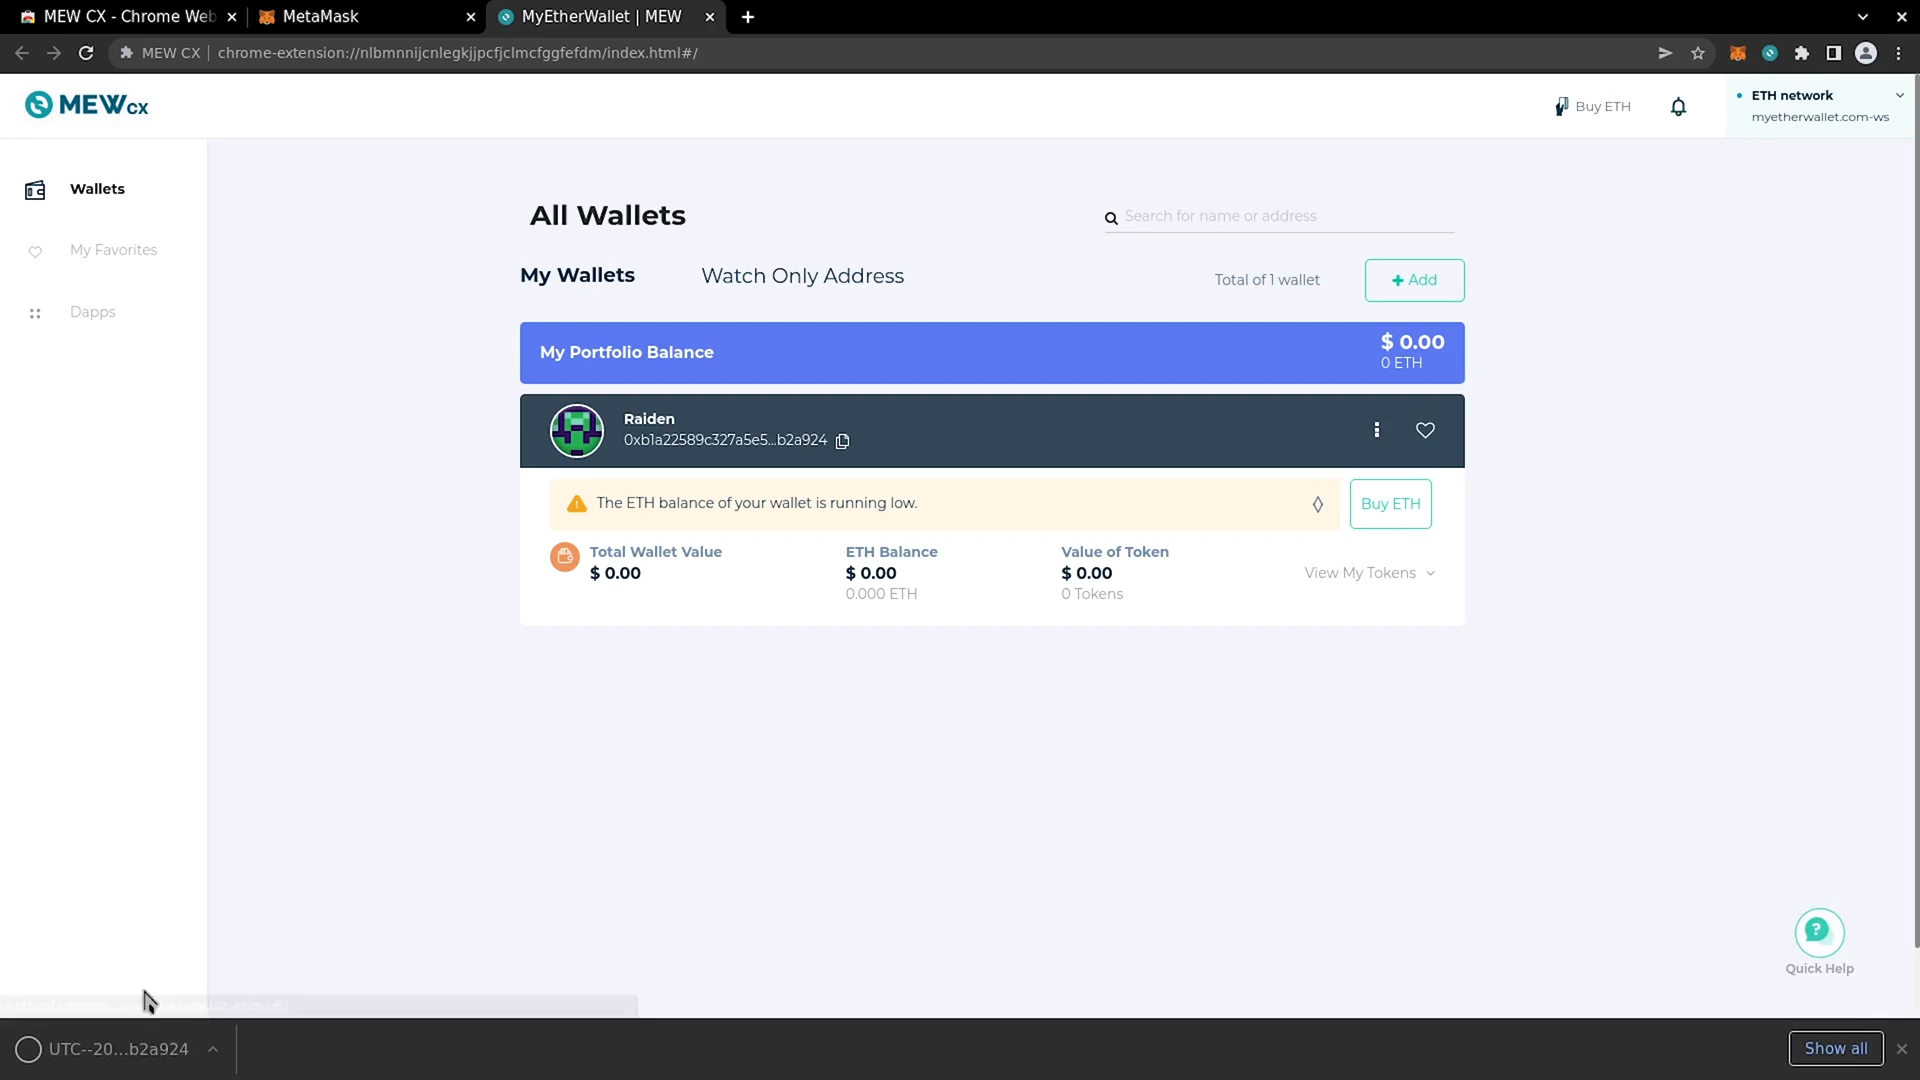 MEW CX - Chrome Web
MetaMask
MyEtherWallet | MEW
MEW CX
chrome-extension://nlbmnnijcnlegkjjpcfjclmcfggfefdm/index.html#/
MEWCX
Buy ETH
ETH network
myetherwallet.com-ws
Wallets
My Favorites
Dapps
All Wallets
Search for name or address
My Wallets
Watch Only Address
Total of 1 wallet
+ Add
My Portfolio Balance
$ 0.00
0 ETH
Raiden
0xb1a22589c327a5e5...b2a924
The ETH balance of your wallet is running low.
Buy ETH
Total Wallet Value
$ 0.00
ETH Balance
$ 0.00
0.000 ETH
Value of Token
$ 0.00
0 Tokens
View My Tokens
Quick Help
UTC--20...b2a924
Show all